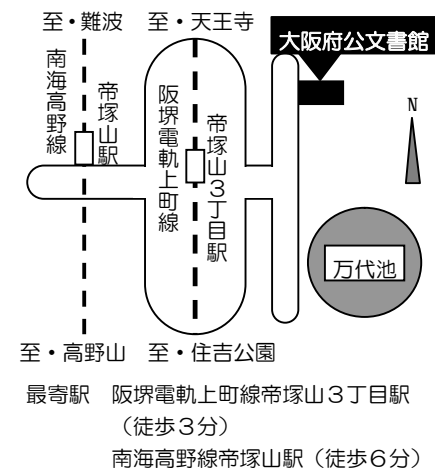 至・難波
至・天王寺
大阪府公文書館
南海高野線
帝塚山駅
阪堺電軌上町線
帝塚山3丁目駅
N
万代池
至・高野山
至・住吉公園
最寄駅 阪堺電軌上町線帝塚山3丁目駅
(徒歩3分)
南海高野線帝塚山駅(徒歩6分)